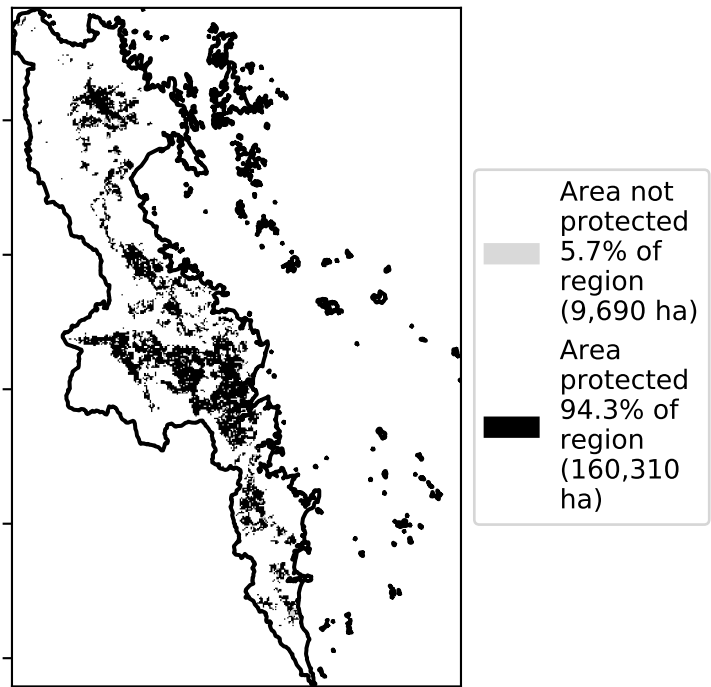 Area not
protected
5.7% of
region
(9,690 ha)
Area
protected
94.3% of
region
(160,310
ha)